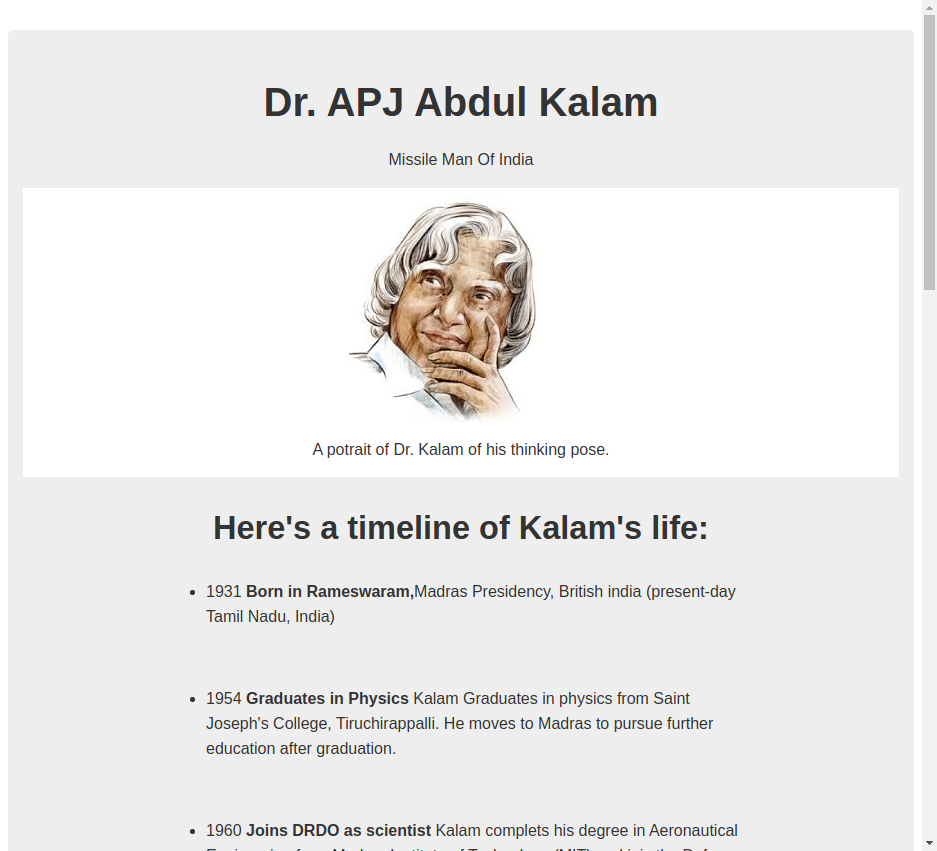 Dr. APJ Abdul Kalam
Missile Man Of India
A potrait of Dr. Kalam of his thinking pose.
Here's a timeline of Kalam's life:
• 1931 Born in Rameswaram,Madras Presidency, British india (present-day
Tamil Nadu, India)
• 1954 Graduates in Physics Kalam Graduates in physics from Saint
Joseph's College, Tiruchirappalli. He moves to Madras to pursue further
education after graduation.
• 1960 Joins DRDO as scientist Kalam complets his degree in Aeronautical